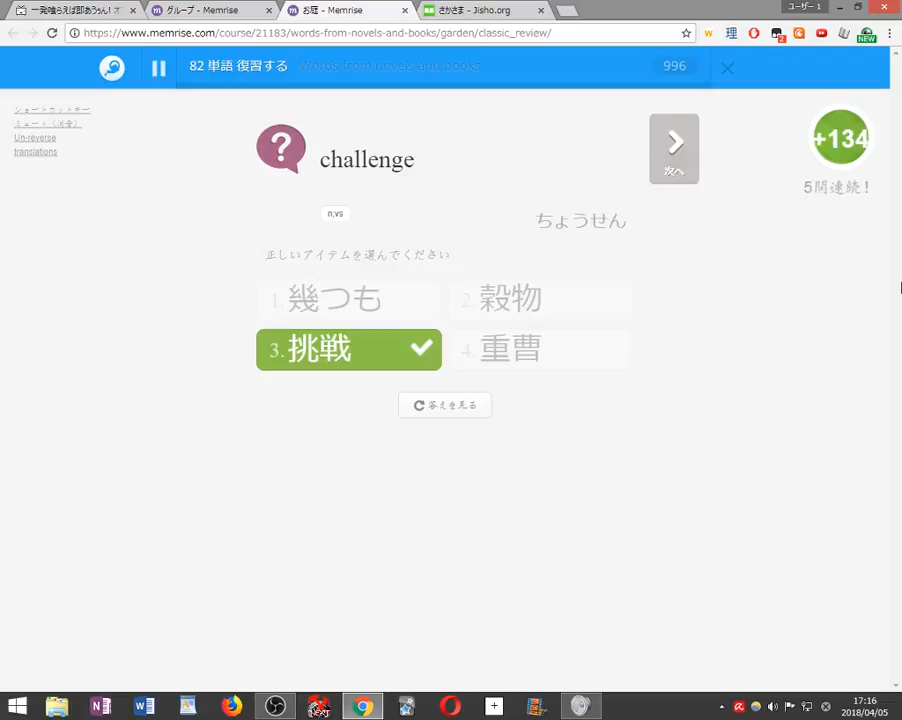 一発喰らえば即あうぅん! オ
グループ - Memrise
お庭 - Memrise
さかさま - Jisho.org
ユーザー 1
https://www.memrise.com/course/21183/words-from-novels-and-books/garden/classic_review/
理
2
NEW
82 単語 復習する
Words from novels and books
996
ショートカットキー
ミュート（消音）
Un-reverse
translations
?
challenge
次へ
+134
5問連続！
n;vs
ちょうせん
正しいアイテムを選んでください
1. 幾つも
2. 穀物
3. 挑戦
4. 重曹
答えを見る
17:16
2018/04/05